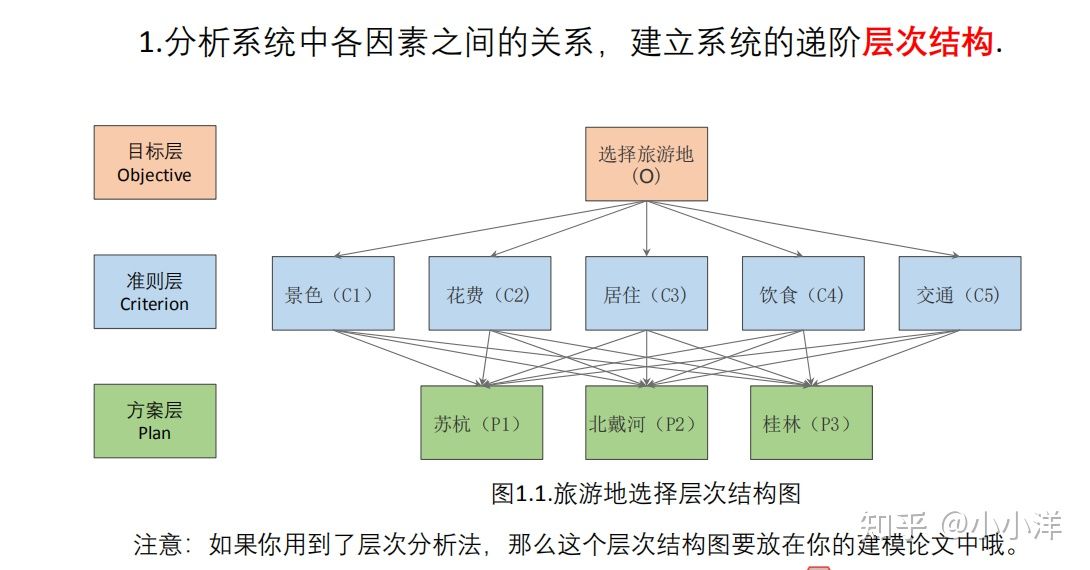 1.分析系统中各因素之间的关系，建立系统的递阶层次结构.
目标层
Objective
选择旅游地
(O)
准则层
Criterion
景色（C1）
花费（C2)
居住（C3)
饮食（C4)
交通（C5)
方案层
Plan
苏杭（P1）
北戴河（P2）
桂林（P3）
图1.1.旅游地选择层次结构图
知乎 @小小洋
注意：如果你用到了层次分析法，那么这个层次结构图要放在你的建模论文中哦。